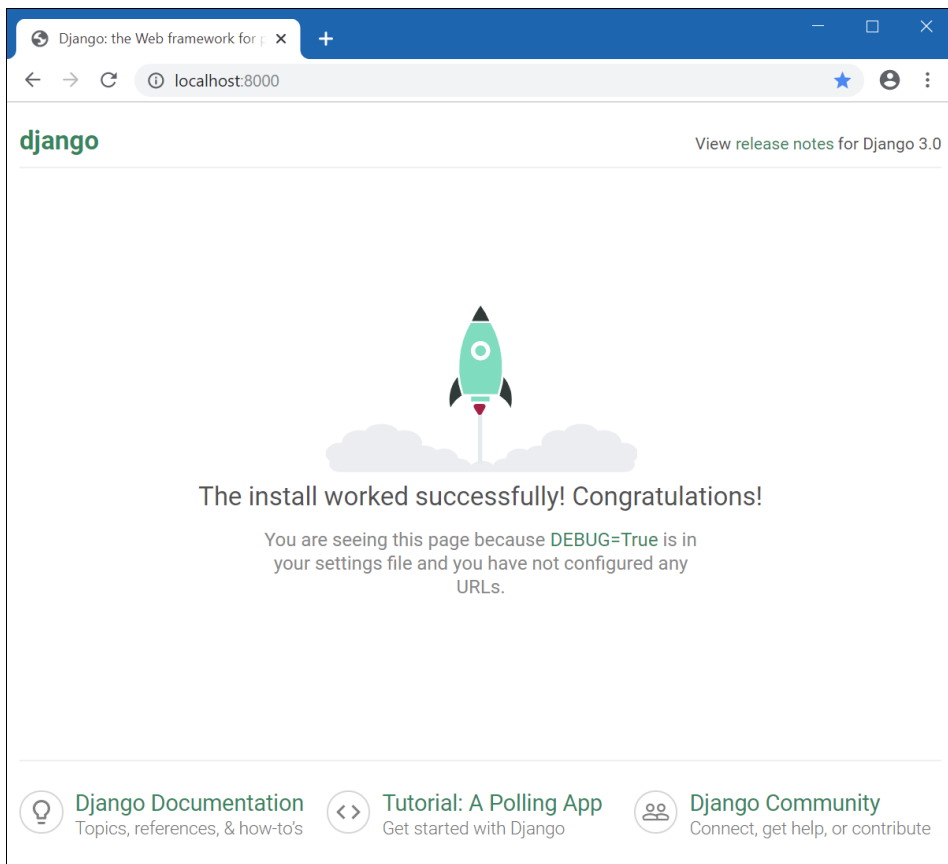 Django: the Web framework for p
localhost:8000
django
View release notes for Django 3.0
The install worked successfully! Congratulations!
You are seeing this page because DEBUG=True is in
your settings file and you have not configured any
URLs.
Django Documentation
Topics, references, & how-to's
Tutorial: A Polling App
Get started with Django
Django Community
Connect, get help, or contribute